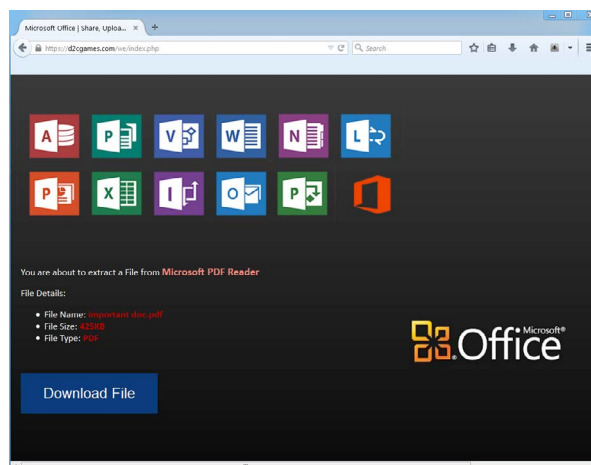 Microsoft Office | Share, Uploa...
https://d2cgames.com/we/index.php
Search
A P V W N L
P X I O P
You are about to extract a File from Microsoft PDF Reader
File Details:
File Name: important doc.pdf
File Size: 425KB
File Type: PDF
Microsoft®
Office
Download File